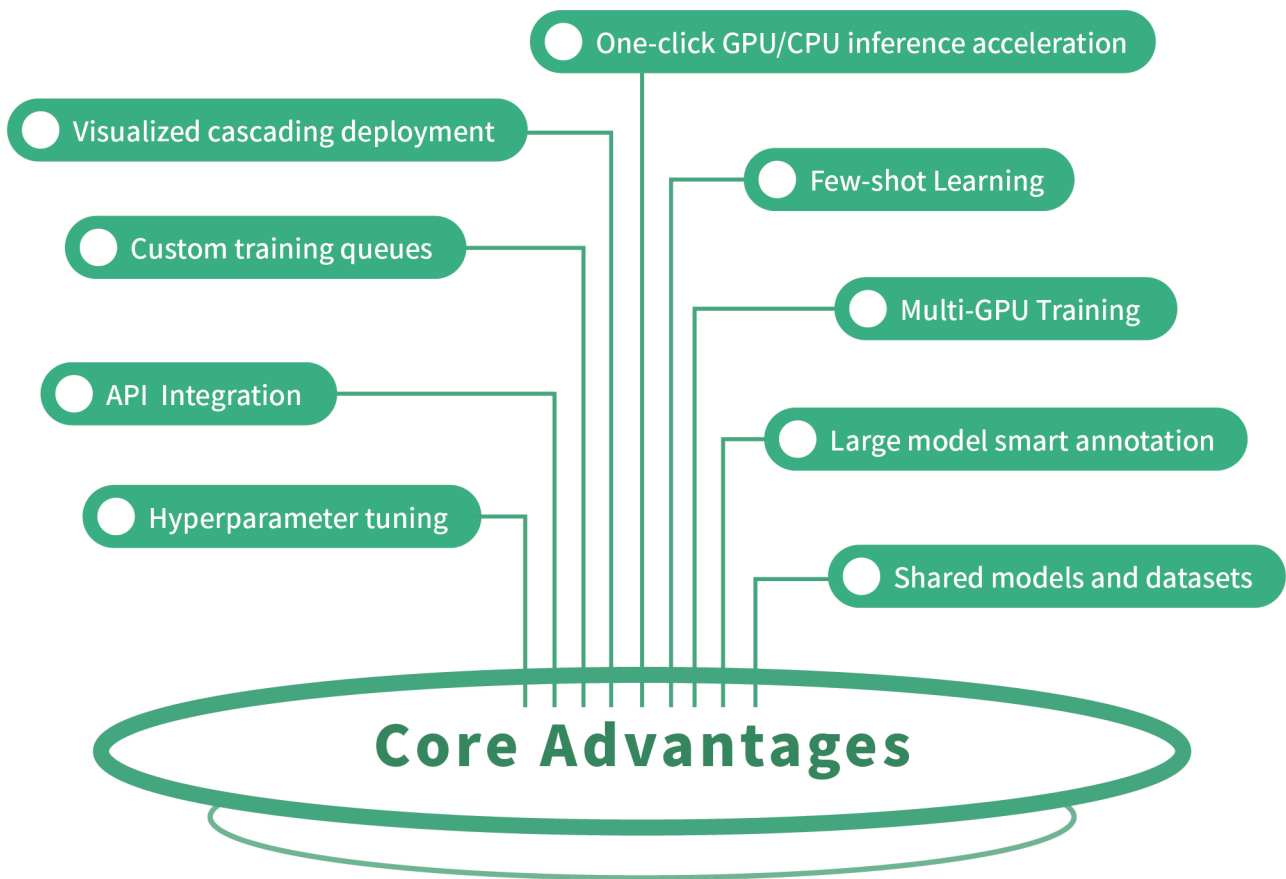 One-click GPU/CPU inference acceleration
Visualized cascading deployment
Few-shot Learning
Custom training queues
Multi-GPU Training
API Integration
Large model smart annotation
Hyperparameter tuning
Shared models and datasets
Core Advantages